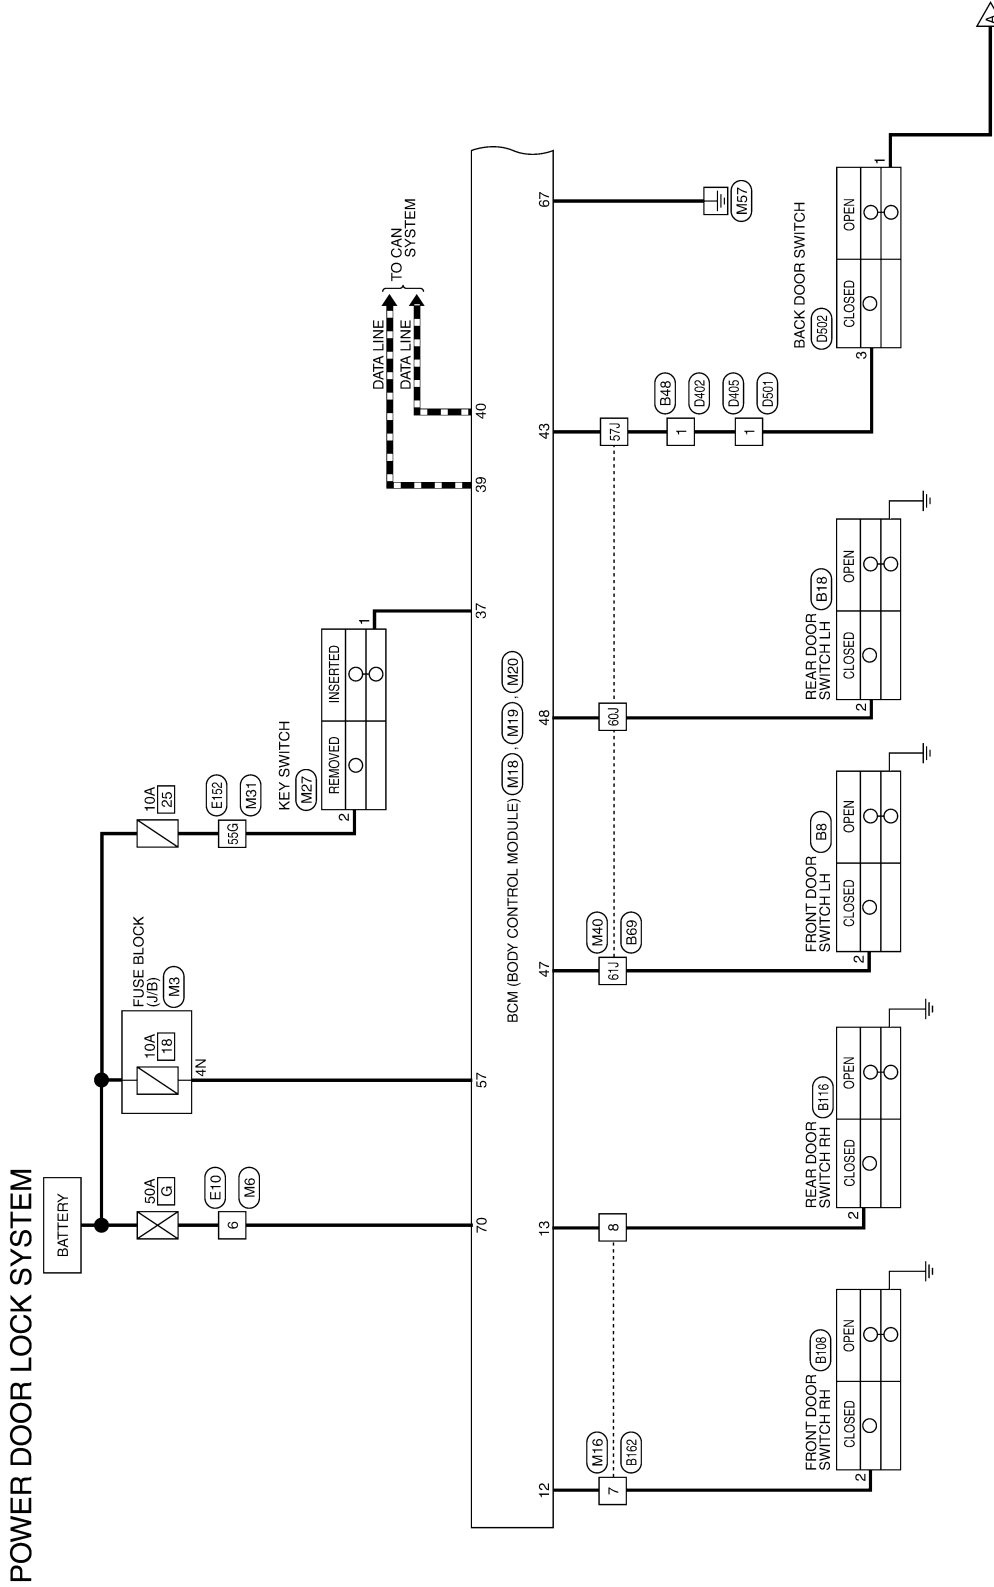 POWER DOOR LOCK SYSTEM
BATTERY
50A
G
E10
6
M6
FUSE BLOCK
(J/B)
M3
10A
18
4N
10A
25
E152
55G
M31
KEY SWITCH
M27
REMOVED
INSERTED
2
1
DATA LINE
DATA LINE
TO CAN
SYSTEM
70
57
37
39
40
BCM (BODY CONTROL MODULE) M18 , M19 , M20
12
13
47
48
43
67
M16
7
B162
8
M40
61J
B69
60J
57J
B48
1
D402
D405
1
D501
M57
FRONT DOOR
SWITCH RH
B108
CLOSED
OPEN
2
REAR DOOR
SWITCH RH
B116
CLOSED
OPEN
2
FRONT DOOR
SWITCH LH
B8
CLOSED
OPEN
2
REAR DOOR
SWITCH LH
B18
CLOSED
OPEN
2
BACK DOOR SWITCH
D502
CLOSED
OPEN
3
1
A